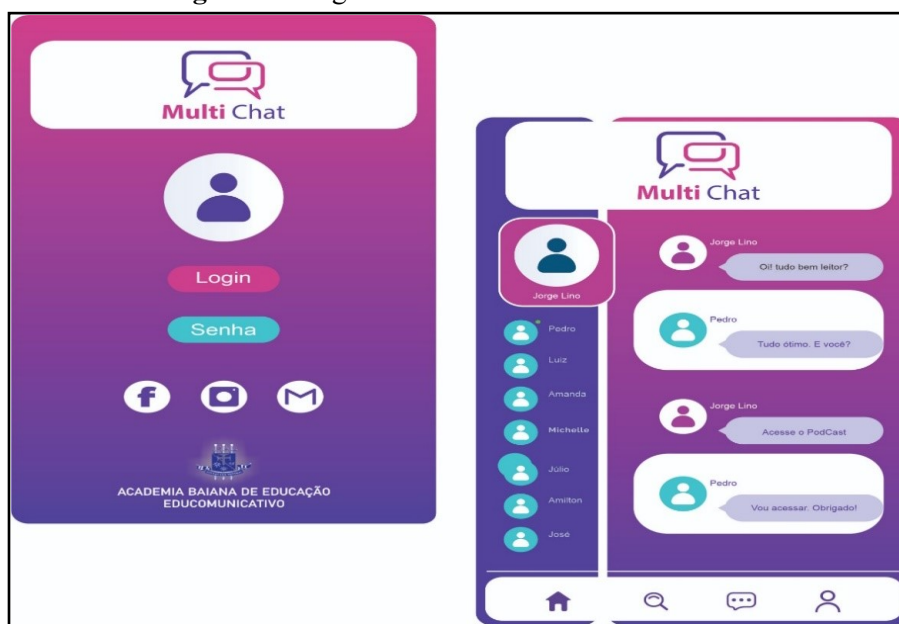 Multi Chat
Login
Senha
ACADEMIA BAIANA DE EDUCAÇÃO
EDUCOMUNICATIVO
Multi Chat
Jorge Lino
Pedro
Luiz
Amanda
Michelle
Júlio
Amilton
José
Jorge Lino
Oi! tudo bem leitor?
Pedro
Tudo ótimo. E você?
Jorge Lino
Acesse o PodCast
Pedro
Vou acessar. Obrigado!